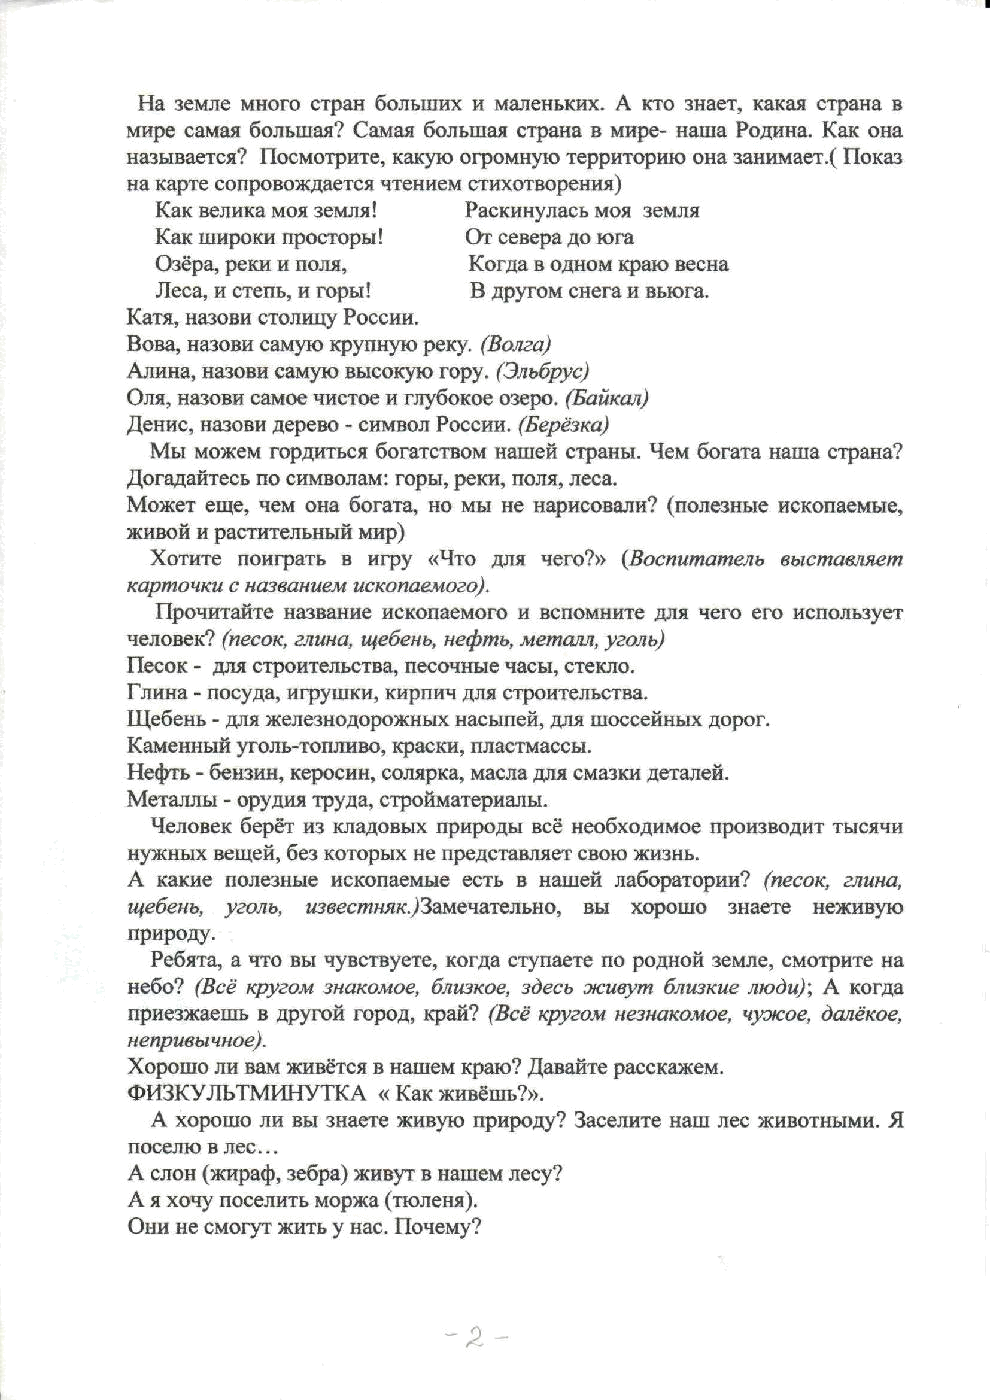 На земле много стран больших и маленьких. А кто знает, какая страна в
мире самая большая? Самая большая страна в мире- наша Родина. Как она
называется? Посмотрите, какую огромную территорию она занимает.( Показ
на карте сопровождается чтением стихотворения)
Как велика моя земля! Раскинулась моя земля
Как широки просторы! От севера до юга
Озёра, реки и поля, Когда в одном краю весна
Леса, и степь, и горы! В другом снега и вьюга.
Катя, назови столицу России.
Вова, назови самую крупную реку. (Волга)
Алина, назови самую высокую гору. (Эльбрус)
Оля, назови самое чистое и глубокое озеро. (Байкал)
Денис, назови дерево - символ России. (Берёзка)
Мы можем гордиться богатством нашей страны. Чем богата наша страна?
Догадайтесь по символам: горы, реки, поля, леса.
Может еще, чем она богата, но мы не нарисовали? (полезные ископаемые,
живой и растительный мир)
Хотите поиграть в игру «Что для чего?» (Воспитатель выставляет
карточки с названием ископаемого).
Прочитайте название ископаемого и вспомните для чего его использует
человек? (песок, глина, щебень, нефть, металл, уголь)
Песок - для строительства, песочные часы, стекло.
Глина - посуда, игрушки, кирпич для строительства.
Щебень - для железнодорожных насыпей, для шоссейных дорог.
Каменный уголь-топливо, краски, пластмассы.
Нефть - бензин, керосин, солярка, масла для смазки деталей.
Металлы - орудия труда, стройматериалы.
Человек берёт из кладовых природы всё необходимое производит тысячи
нужных вещей, без которых не представляет свою жизнь.
А какие полезные ископаемые есть в нашей лаборатории? (песок, глина,
щебень, уголь, известняк.)Замечательно, вы хорошо знаете неживую
природу.
Ребята, а что вы чувствуете, когда ступаете по родной земле, смотрите на
небо? (Всё кругом знакомое, близкое, здесь живут близкие люди); А когда
приезжаешь в другой город, край? (Всё кругом незнакомое, чужое, далёкое,
непривычное).
Хорошо ли вам живётся в нашем краю? Давайте расскажем.
ФИЗКУЛЬТМИНУТКА « Как живёшь?».
А хорошо ли вы знаете живую природу? Заселите наш лес животными. Я
поселю в лес…
А слон (жираф, зебра) живут в нашем лесу?
А я хочу поселить моржа (тюленя).
Они не смогут жить у нас. Почему?
- 2 -